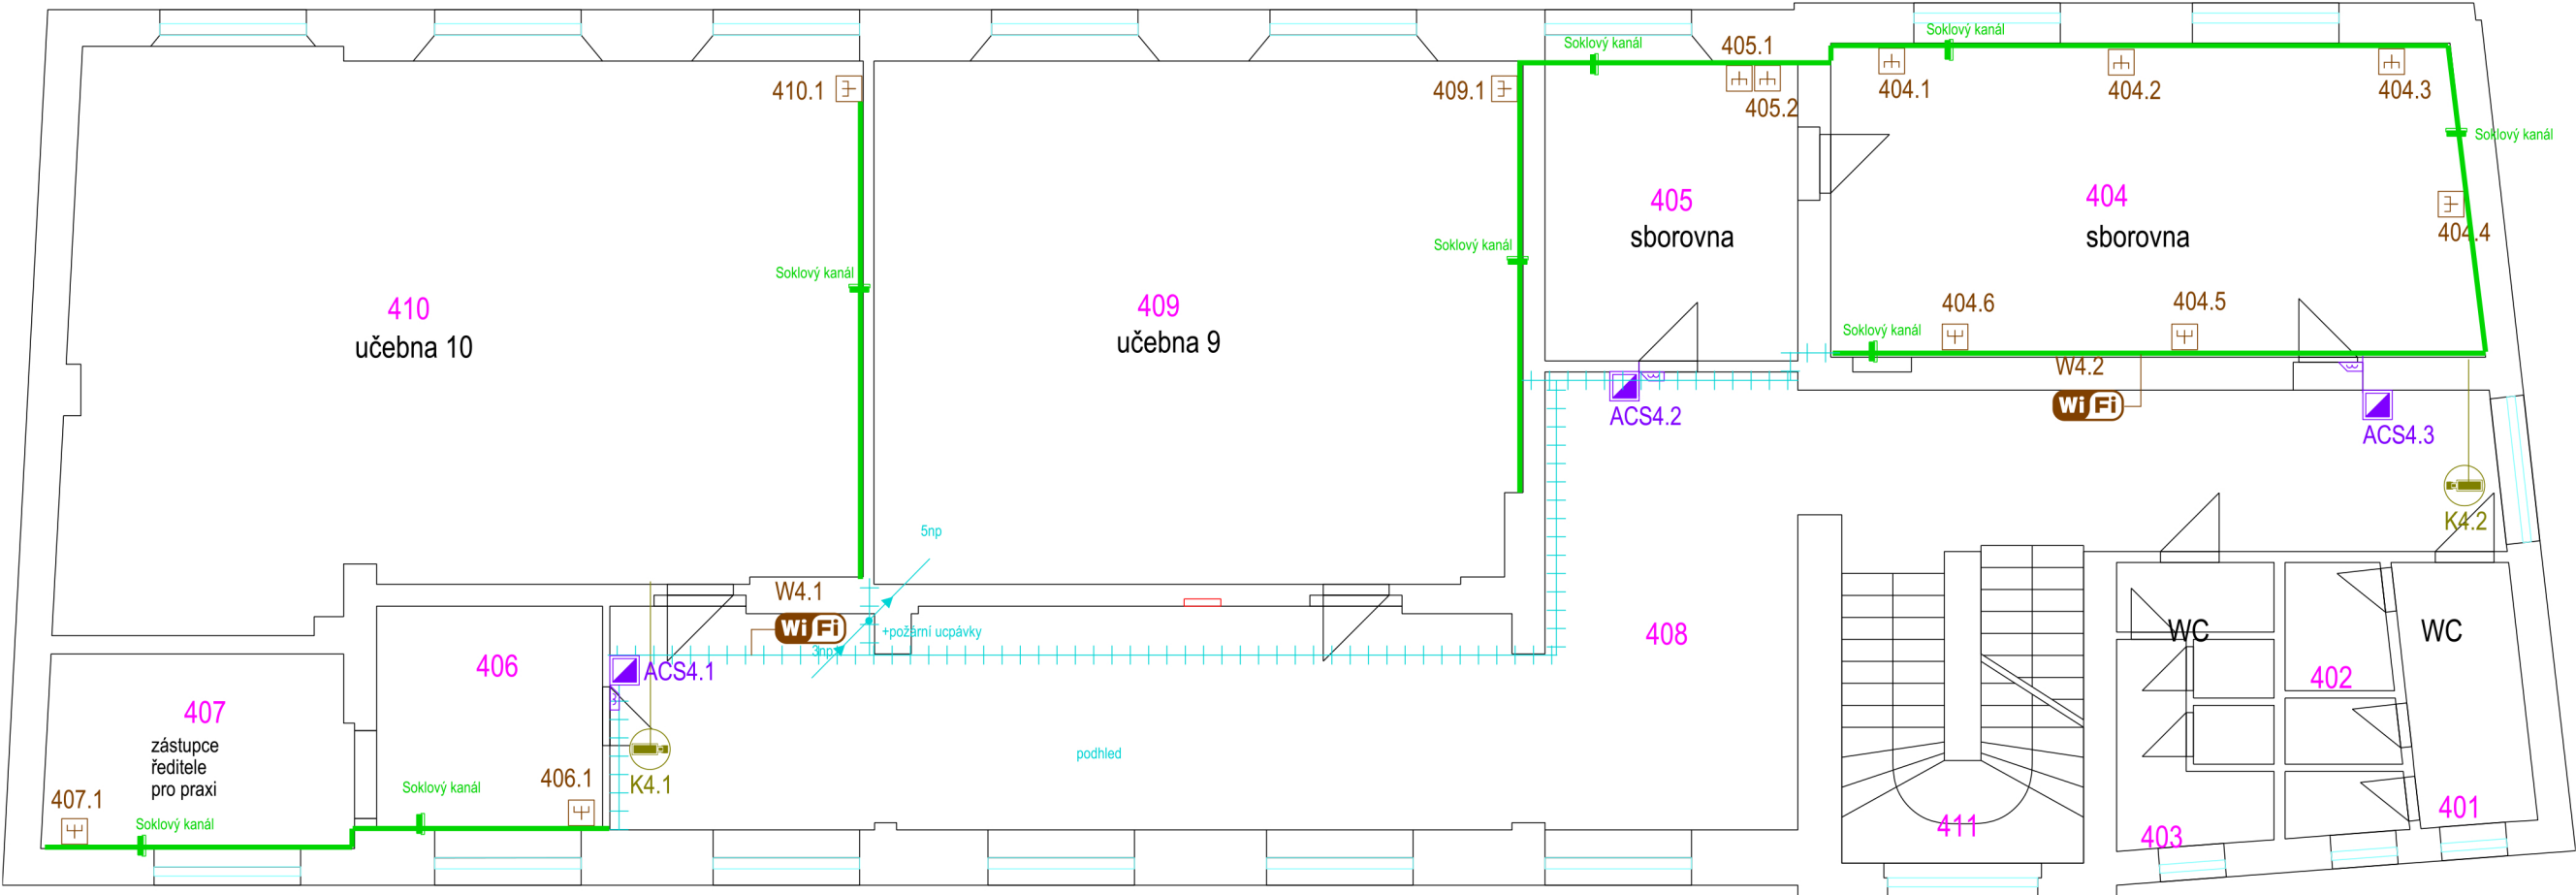 Soklový kanál
405.1
Soklový kanál
410.1
409.1
405.2
404.1
404.2
404.3
Soklový kanál
405
sborovna
404
sborovna
404.4
Soklový kanál
Soklový kanál
410
učebna 10
409
učebna 9
404.6
404.5
Soklový kanál
W4.2
WiFi
ACS4.2
ACS4.3
K4.2
5np
W4.1
WiFi
+požární ucpávky
3np
408
WC
WC
406
ACS4.1
402
407
zástupce
ředitele
pro praxi
podhled
K4.1
406.1
Soklový kanál
407.1
Soklový kanál
411
403
401